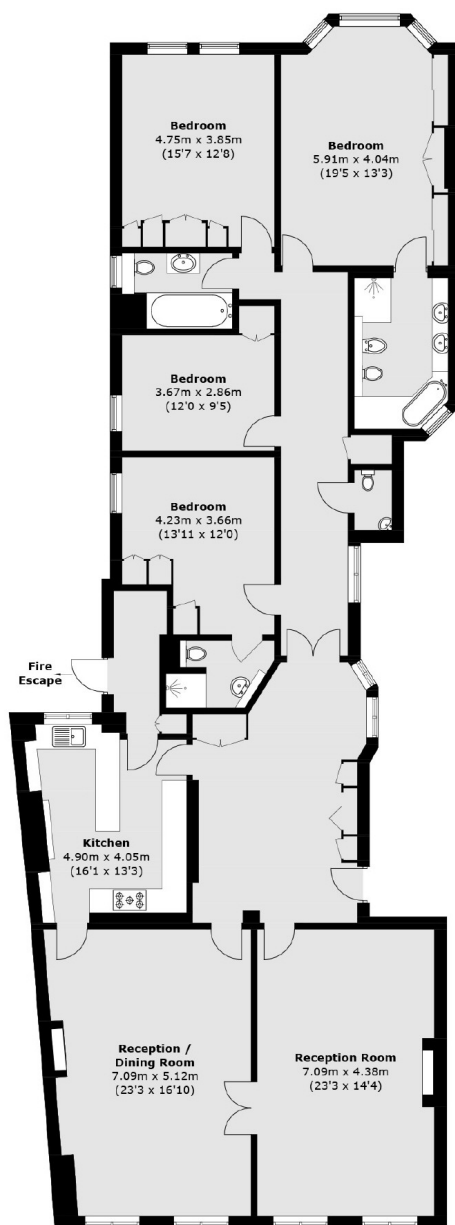 Bedroom
4.75m x 3.85m
(15'7 x 12'8)
Bedroom
5.91m x 4.04m
(19'5 x 13'3)
Bedroom
3.67m x 2.86m
(12'0 x 9'5)
Bedroom
4.23m x 3.66m
(13'11 x 12'0)
Fire
Escape
Kitchen
4.90m x 4.05m
(16'1 x 13'3)
Reception /
Dining Room
7.09m x 5.12m
(23'3 x 16'10)
Reception Room
7.09m x 4.38m
(23'3 x 14'4)